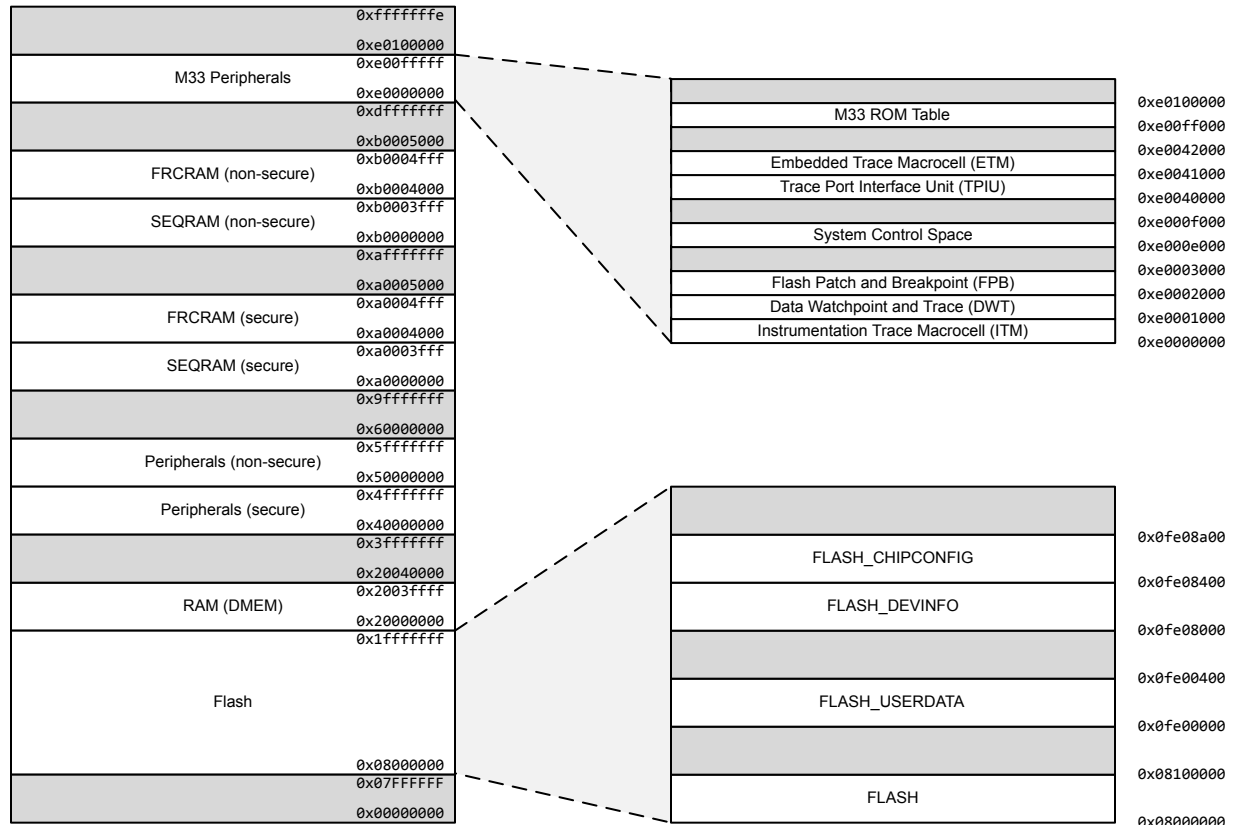 0xfffffffe
0xe0100000
0xe00fffff
M33 Peripherals
0xe0000000
0xdfffffff
0xb0005000
0xb0004fff
FRCRAM (non-secure)
0xb0004000
0xb0003fff
SEQRAM (non-secure)
0xb0000000
0xafffffff
0xa0005000
0xa0004fff
FRCRAM (secure)
0xa0004000
0xa0003fff
SEQRAM (secure)
0xa0000000
0x9fffffff
0x60000000
0x5fffffff
Peripherals (non-secure)
0x50000000
0x4fffffff
Peripherals (secure)
0x40000000
0x3fffffff
0x20040000
0x2003ffff
RAM (DMEM)
0x20000000
0x1fffffff
Flash
0x08000000
0x07FFFFFF
0x00000000
0xe0100000
M33 ROM Table
0xe00ff000
0xe0042000
Embedded Trace Macrocell (ETM)
0xe0041000
Trace Port Interface Unit (TPIU)
0xe0040000
0xe000f000
System Control Space
0xe000e000
0xe0003000
Flash Patch and Breakpoint (FPB)
0xe0002000
Data Watchpoint and Trace (DWT)
0xe0001000
Instrumentation Trace Macrocell (ITM)
0xe0000000
0x0fe08a00
FLASH_CHIPCONFIG
0x0fe08400
FLASH_DEVINFO
0x0fe08000
0x0fe00400
FLASH_USERDATA
0x0fe00000
0x08100000
FLASH
0x08000000